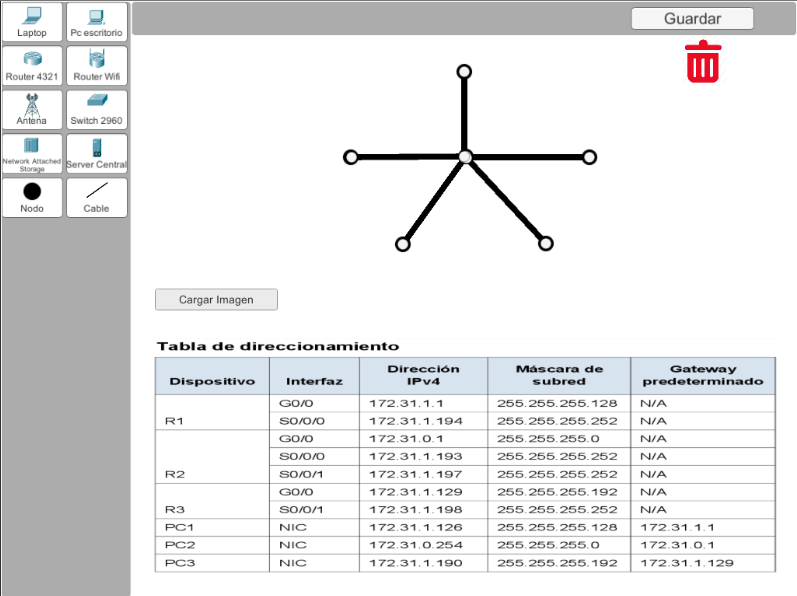 Guardar
Laptop
Pc escritorio
Router 4321
Router Wifi
Antena
Switch 2960
Network Attached
Storage
Server Central
Nodo
Cable
Cargar Imagen
Tabla de direccionamiento
Dispositivo Interfaz Dirección IPv4 Máscara de subred Gateway predeterminado
G0/0 172.31.1.1 255.255.255.128 N/A
R1 S0/0/0 172.31.1.194 255.255.255.252 N/A
G0/0 172.31.0.1 255.255.255.0 N/A
S0/0/0 172.31.1.193 255.255.255.252 N/A
R2 S0/0/1 172.31.1.197 255.255.255.252 N/A
G0/0 172.31.1.129 255.255.255.192 N/A
R3 S0/0/1 172.31.1.198 255.255.255.252 N/A
PC1 NIC 172.31.1.126 255.255.255.128 172.31.1.1
PC2 NIC 172.31.0.254 255.255.255.0 172.31.0.1
PC3 NIC 172.31.1.190 255.255.255.192 172.31.1.129